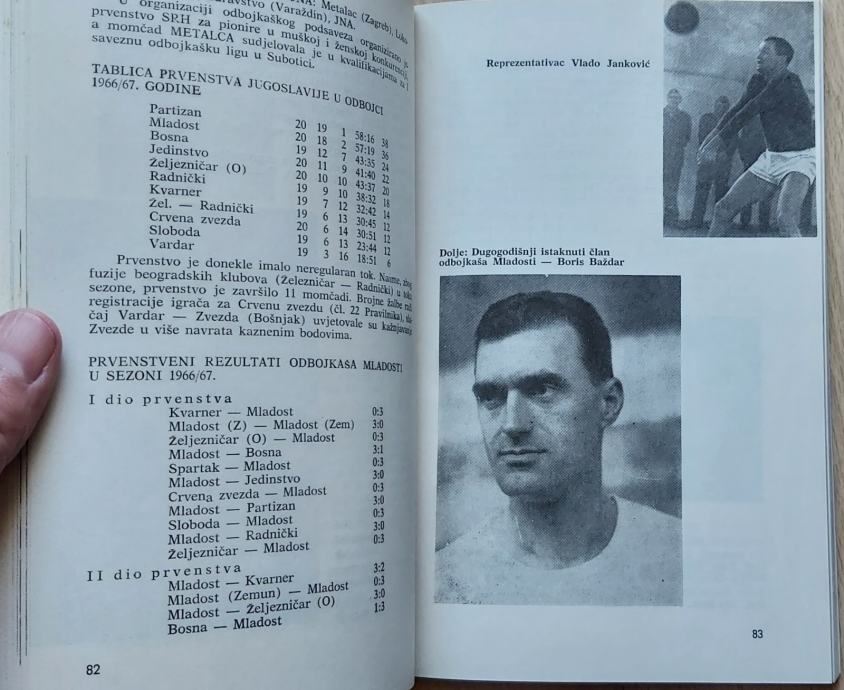 ravstvo (Varaždin), JNA. Metalac (Zagreb), Loko-
U organizaciji odbojkaškog podsaveza organizirano je
prvenstvo SRH za pionire u muškoj i ženskoj konkurenciji,
a momčad METALCA sudjelovala je u kvalifikacijama za I
saveznu odbojkašku ligu u Subotici.
TABLICA PRVENSTVA JUGOSLAVIJE U ODBOJCI
1966/67. GODINE
Partizan 20 19 1 58:16 38
Mladost 20 18 2 57:19 36
Bosna 19 12 7 43:35 24
Jedinstvo 20 11 9 41:40 22
Željezničar (O) 20 10 10 43:37 20
Radnički 19 9 10 38:32 18
Kvarner 19 7 12 32:42 14
Žel. — Radnički 19 6 13 30:45 12
Crvena zvezda 20 6 14 30:51 12
Sloboda 19 6 13 23:44 12
Vardar 19 3 16 18:51 6
Prvenstvo je donekle imalo neregularan tok. Naime, zbog
fuzije beogradskih klubova (Železničar — Radnički) u toku
sezone, prvenstvo je završilo 11 momčadi. Brojne žalbe radi
registracije igrača za Crvenu zvezdu (čl. 22 Pravilnika), slu-
čaj Vardar — Zvezda (Bošnjak) uvjetovale su kažnjavanje
Zvezde u više navrata kaznenim bodovima.
PRVENSTVENI REZULTATI ODBOJKAŠA MLADOSTI
U SEZONI 1966/67.
I dio prvenstva
Kvarner — Mladost 0:3
Mladost (Z) — Mladost (Zem) 3:0
Željezničar (O) — Mladost 0:3
Mladost — Bosna 3:1
Spartak — Mladost 0:3
Mladost — Jedinstvo 3:0
Crvena zvezda — Mladost 0:3
Mladost — Partizan 3:0
Sloboda — Mladost 0:3
Mladost — Radnički 3:0
Željezničar — Mladost 0:3
II dio prvenstva
Mladost — Kvarner 3:2
Mladost (Zemun) — Mladost 0:3
Mladost — Željezničar (O) 3:0
Bosna — Mladost 1:3
82
Reprezentativac Vlado Janković
Dolje: Dugogodišnji istaknuti član
odbojkaša Mladosti — Boris Baždar
83